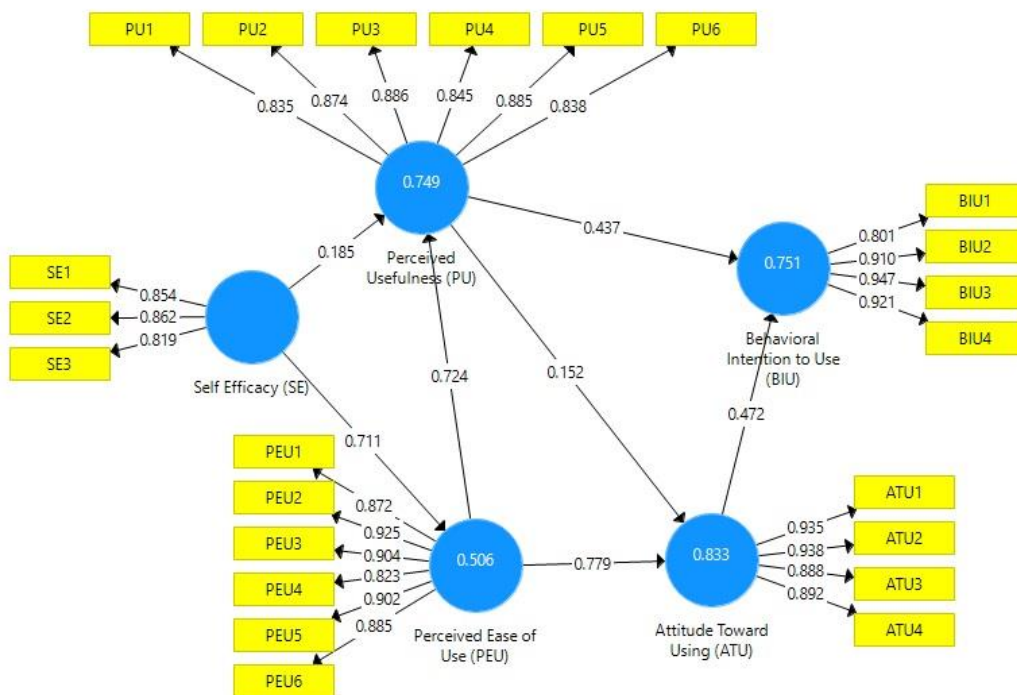 PU1
PU2
PU3
PU4
PU5
PU6
0.835
0.874
0.886
0.845
0.885
0.838
0.749
Perceived
Usefulness (PU)
0.185
0.437
SE1
SE2
SE3
0.854
0.862
0.819
Self Efficacy (SE)
BIU1
BIU2
BIU3
BIU4
0.801
0.910
0.947
0.921
0.751
Behavioral
Intention to Use
(BIU)
0.724
0.152
0.711
0.472
PEU1
PEU2
PEU3
PEU4
PEU5
PEU6
0.872
0.925
0.904
0.823
0.902
0.885
0.506
Perceived Ease of
Use (PEU)
0.779
0.833
Attitude Toward
Using (ATU)
0.935
0.938
0.888
0.892
ATU1
ATU2
ATU3
ATU4